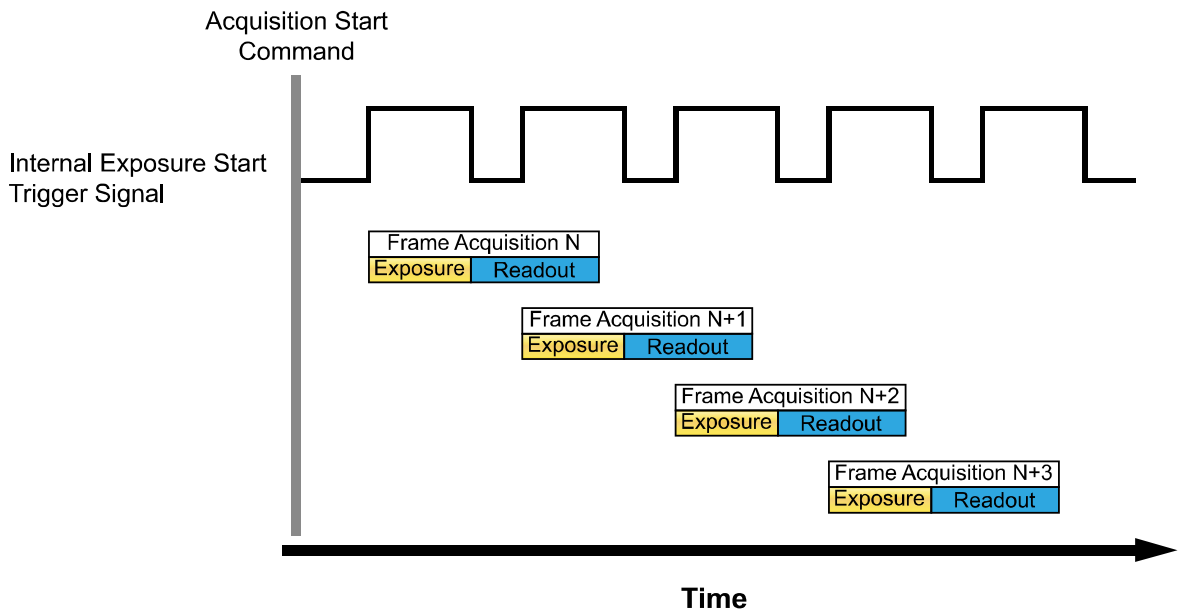 Acquisition Start
Command
Internal Exposure Start
Trigger Signal
Frame Acquisition N
Exposure Readout
Frame Acquisition N+1
Exposure Readout
Frame Acquisition N+2
Exposure Readout
Frame Acquisition N+3
Exposure Readout
Time